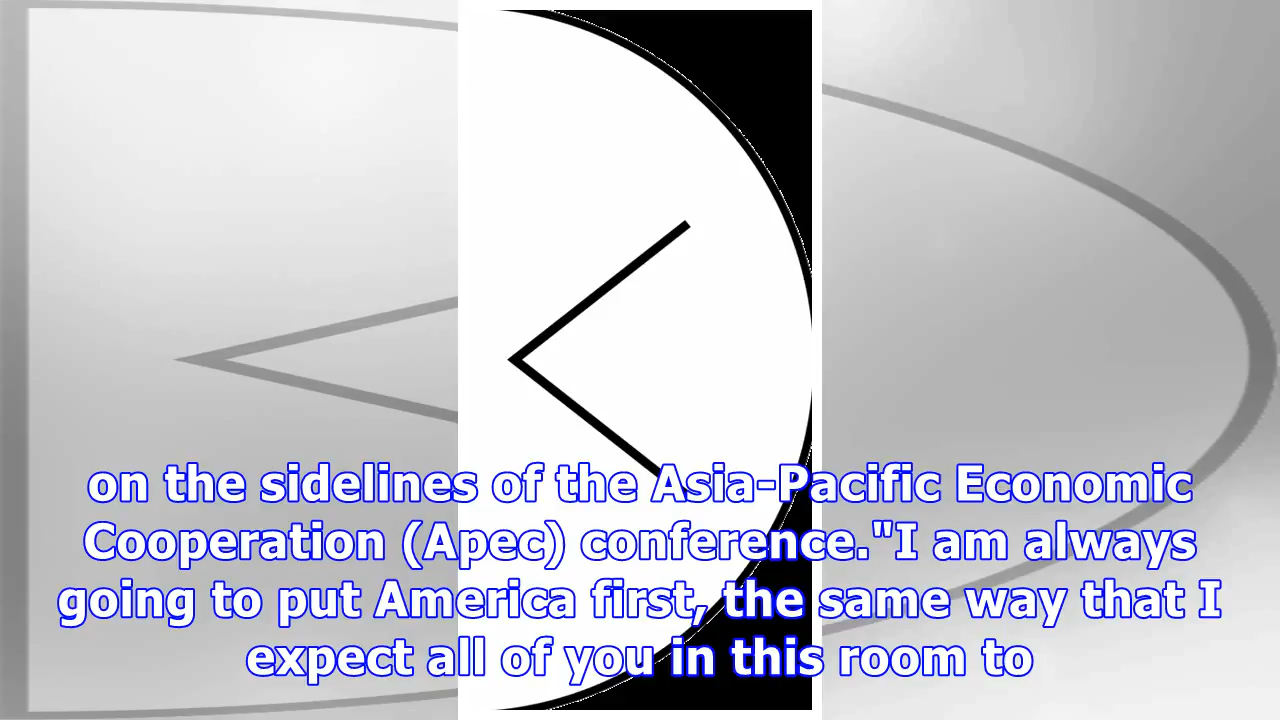 on the sidelines of the Asia-Pacific Economic
Cooperation (Apec) conference."I am always
going to put America first, the same way that I
expect all of you in this room to